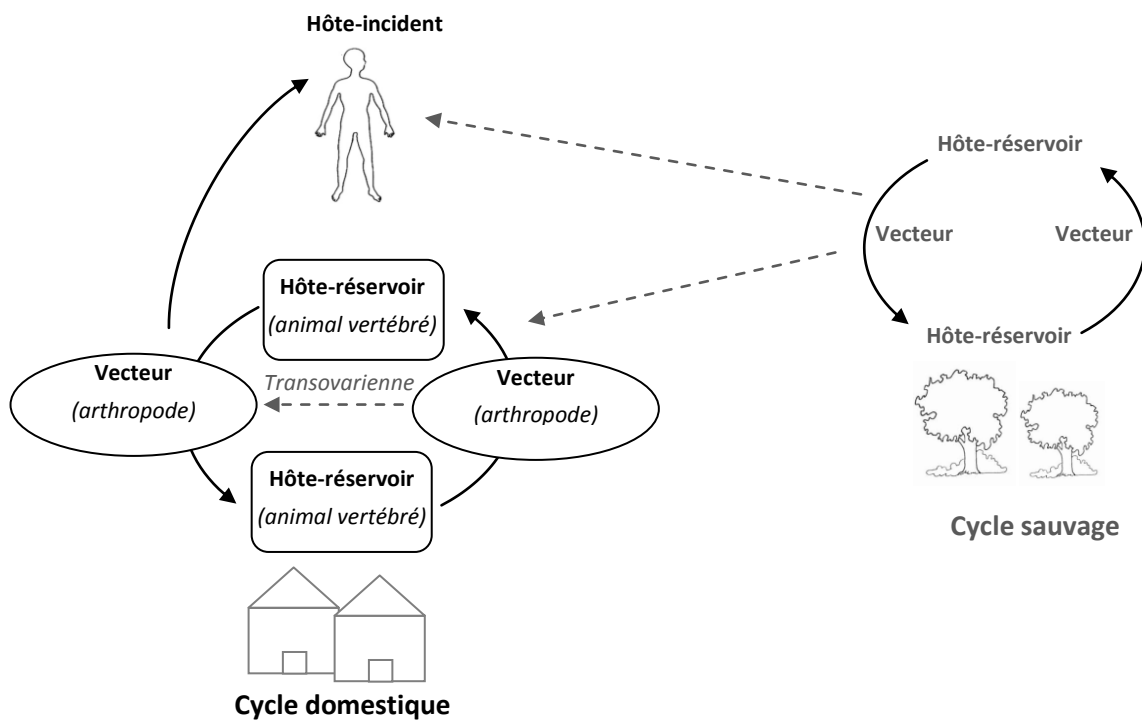 Hôte-incident
Hôte-réservoir
Vecteur
Vecteur
Hôte-réservoir
Cycle sauvage
Hôte-réservoir
(animal vertébré)
Vecteur
(arthropode)
Transovarienne
Vecteur
(arthropode)
Hôte-réservoir
(animal vertébré)
Cycle domestique